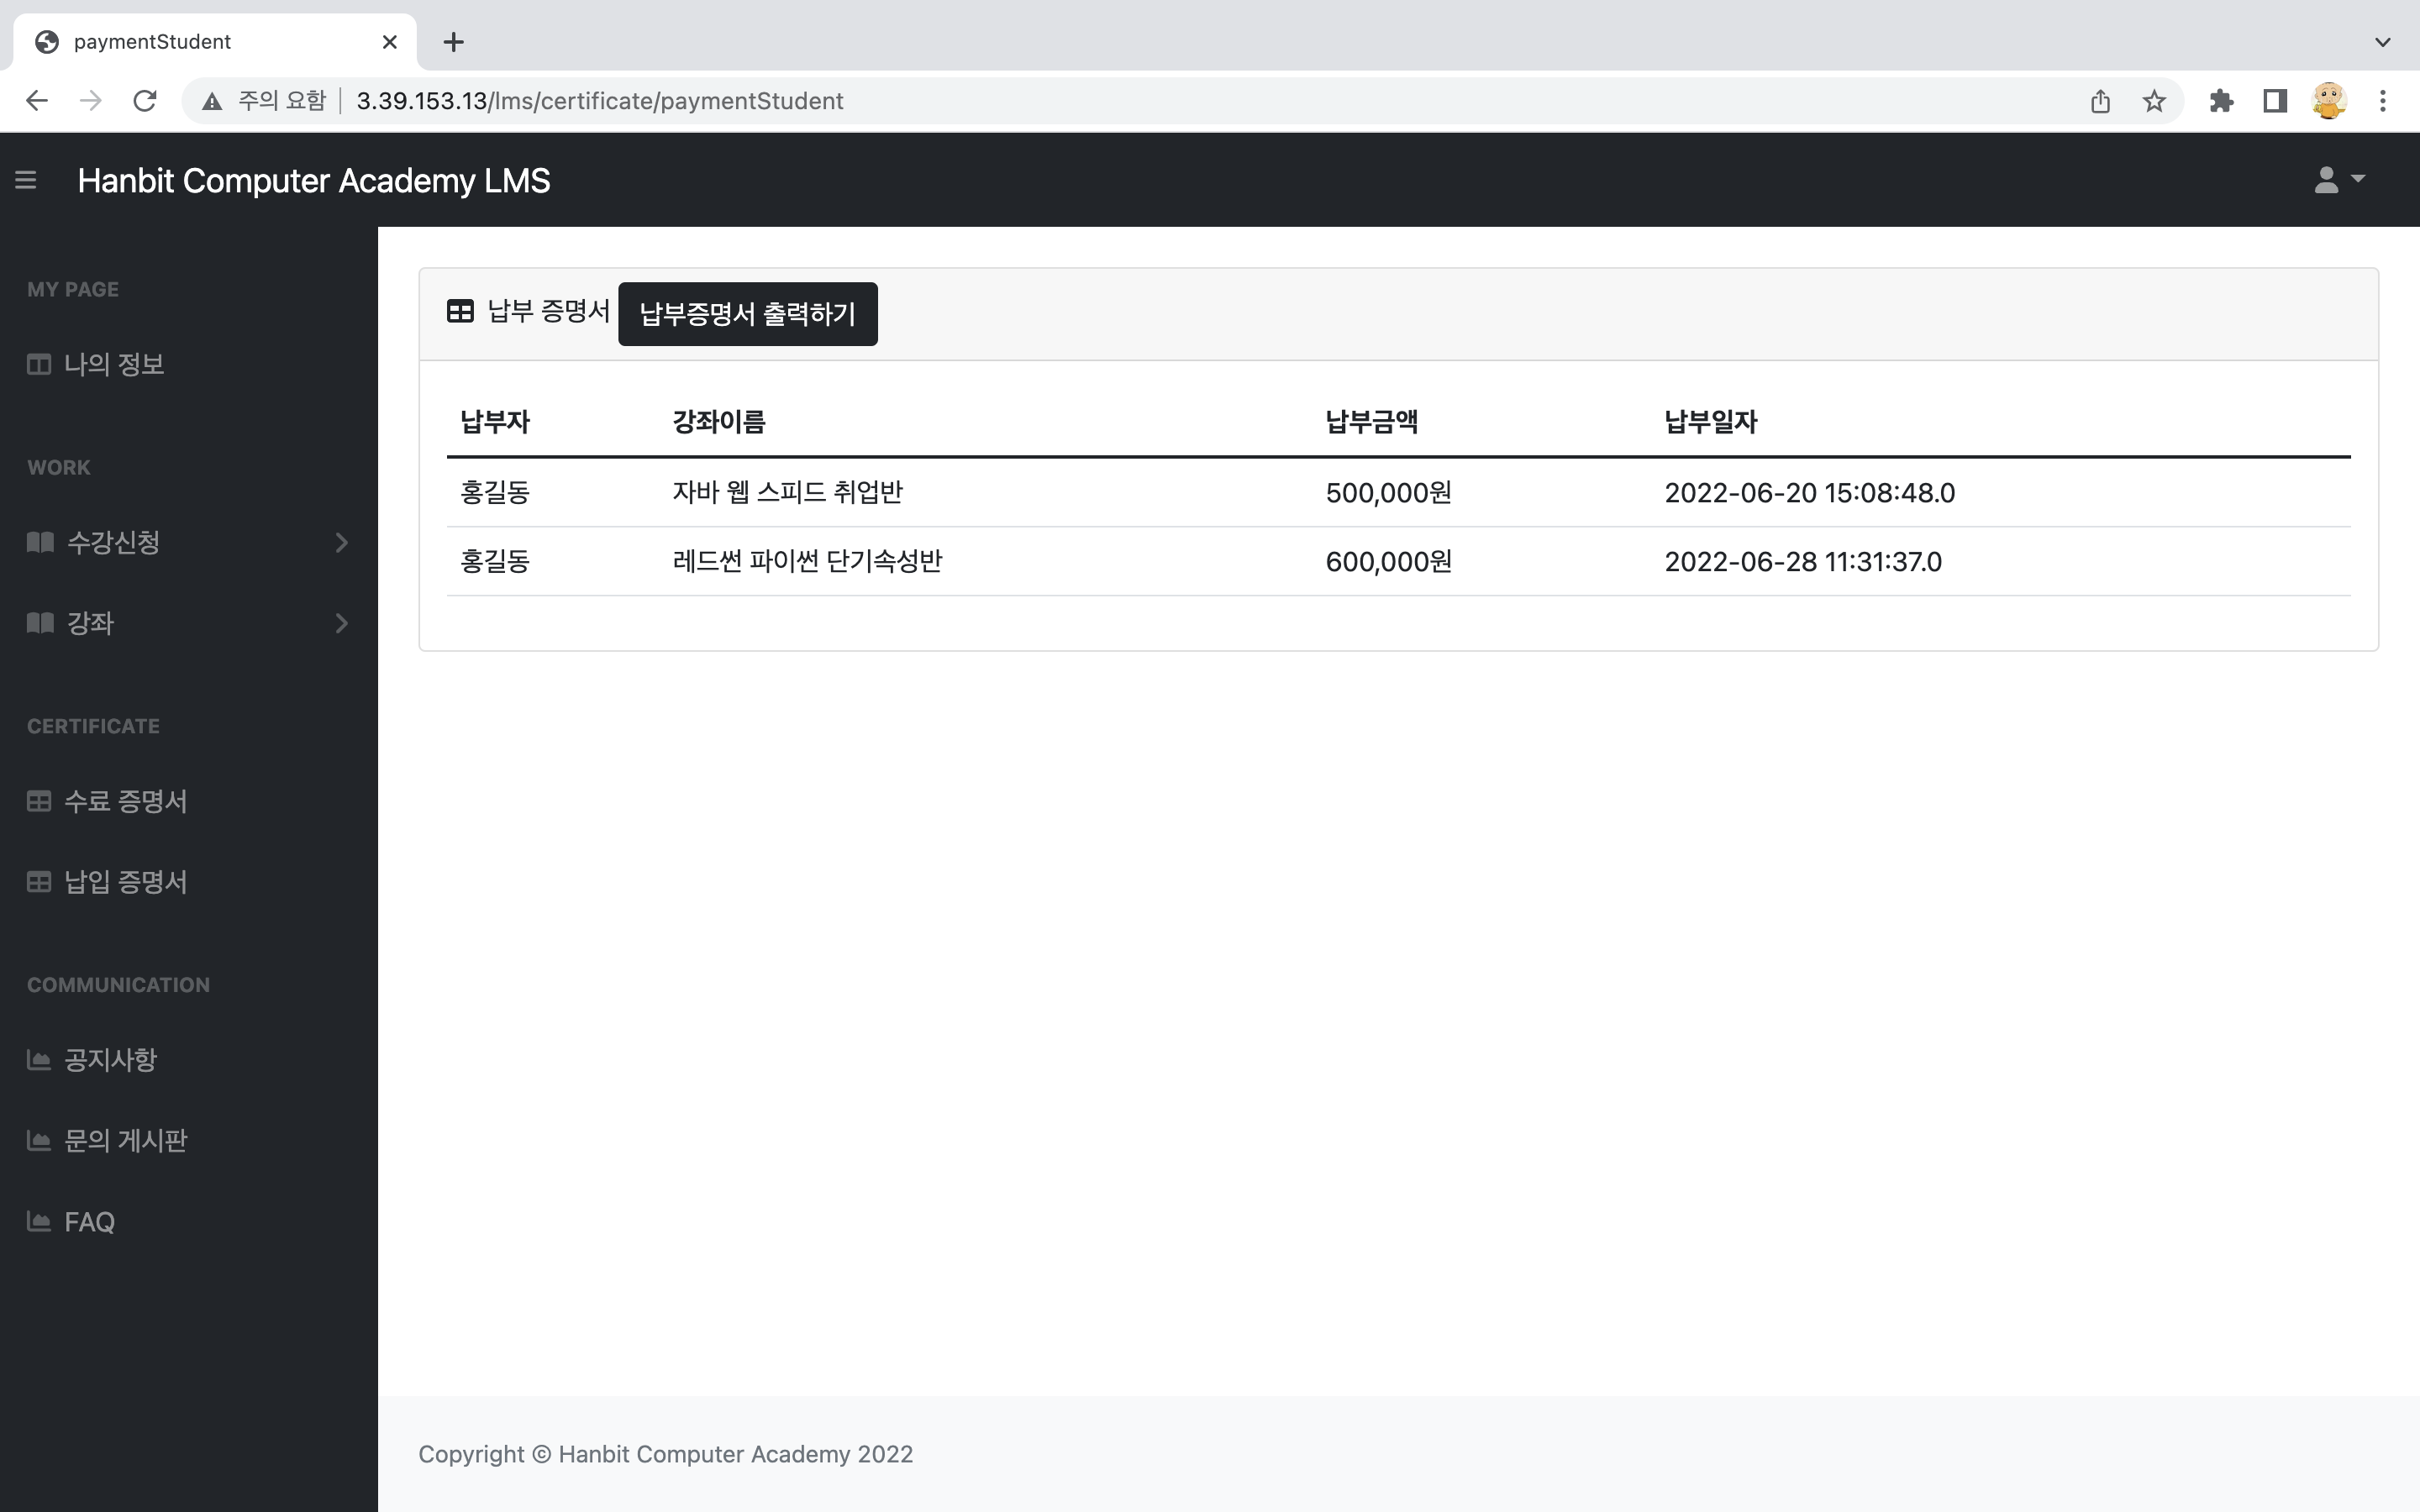 paymentStudent
주의 요함 3.39.153.13/lms/certificate/paymentStudent
Hanbit Computer Academy LMS
MY PAGE
나의 정보
WORK
수강신청
강좌
CERTIFICATE
수료 증명서
납입 증명서
COMMUNICATION
공지사항
문의 게시판
FAQ
납부 증명서 납부증명서 출력하기
납부자 강좌이름 납부금액 납부일자
홍길동 자바 웹 스피드 취업반 500,000원 2022-06-20 15:08:48.0
홍길동 레드썬 파이썬 단기속성반 600,000원 2022-06-28 11:31:37.0
Copyright © Hanbit Computer Academy 2022